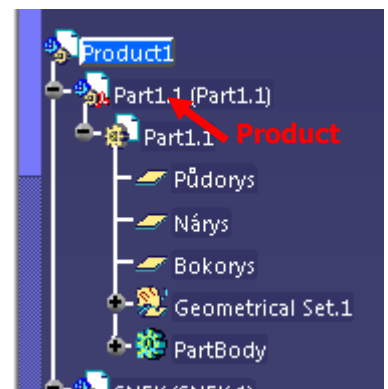 Product1
Part1.1 (Part1.1)
Part1.1 Product
Půdorys
Nárys
Bokorys
Geometrical Set.1
PartBody